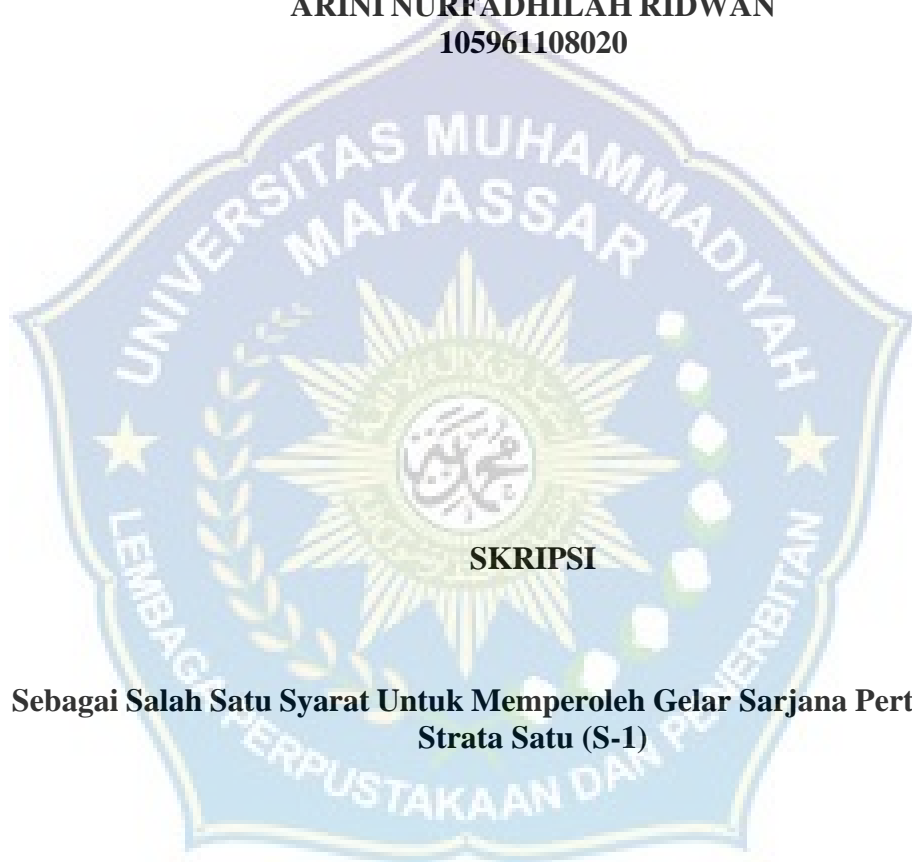 ARINI NURFADHILAH RIDWAN
105961108020
UNIVERSITAS MUHAMMADIYAH
MAKASSAR
SKRIPSI
Sebagai Salah Satu Syarat Untuk Memperoleh Gelar Sarjana Pert
Strata Satu (S-1)
LEMBAGA PERPUSTAKAAN DAN PENERBITAN